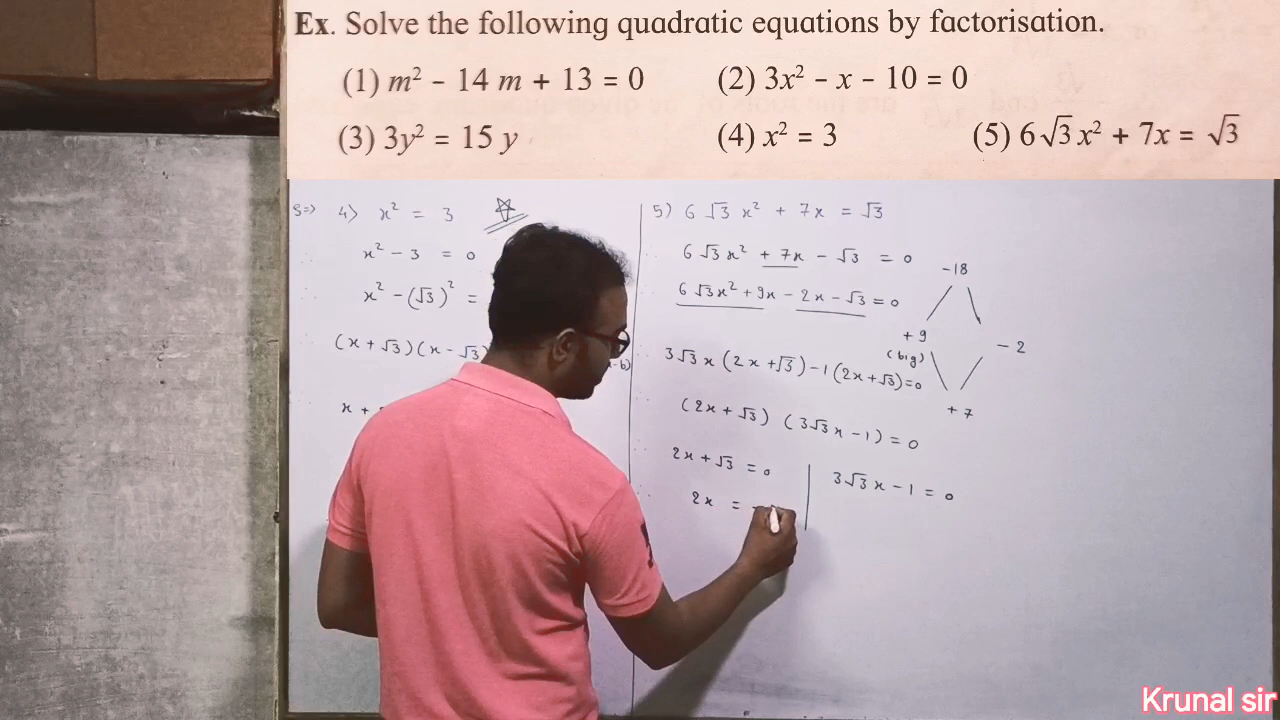 Ex. Solve the following quadratic equations by factorisation.
(1) m² - 14 m + 13 = 0 (2) 3x² - x - 10 = 0
(3) 3y² = 15 y (4) x² = 3 (5) 6√3 x² + 7x = √3
4) x² = 3
x² - 3 = 0
x² - (√3)² =
(x + √3)(x - √3)
-b)
x +
5) 6√3 x² + 7x = √3
6√3 x² + 7x - √3 = 0
6√3x² + 9x - 2x - √3 = 0
3√3 x (2x + √3) - 1 (2x + √3) = 0
(2x + √3) (3√3 x - 1) = 0
2x + √3 = 0
2x = -
3√3 x - 1 = 0
-18
+ 9
(big)
- 2
+ 7
Krunal sir